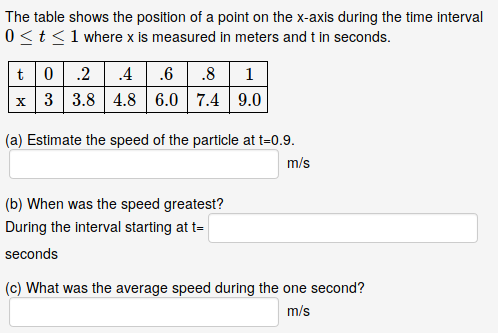 The table shows the position of a point on the x-axis during the time interval
0 ≤ t ≤ 1 where x is measured in meters and t in seconds.
t 0 .2 .4 .6 .8 1
x 3 3.8 4.8 6.0 7.4 9.0
(a) Estimate the speed of the particle at t=0.9.
m/s
(b) When was the speed greatest?
During the interval starting at t=
seconds
(c) What was the average speed during the one second?
m/s